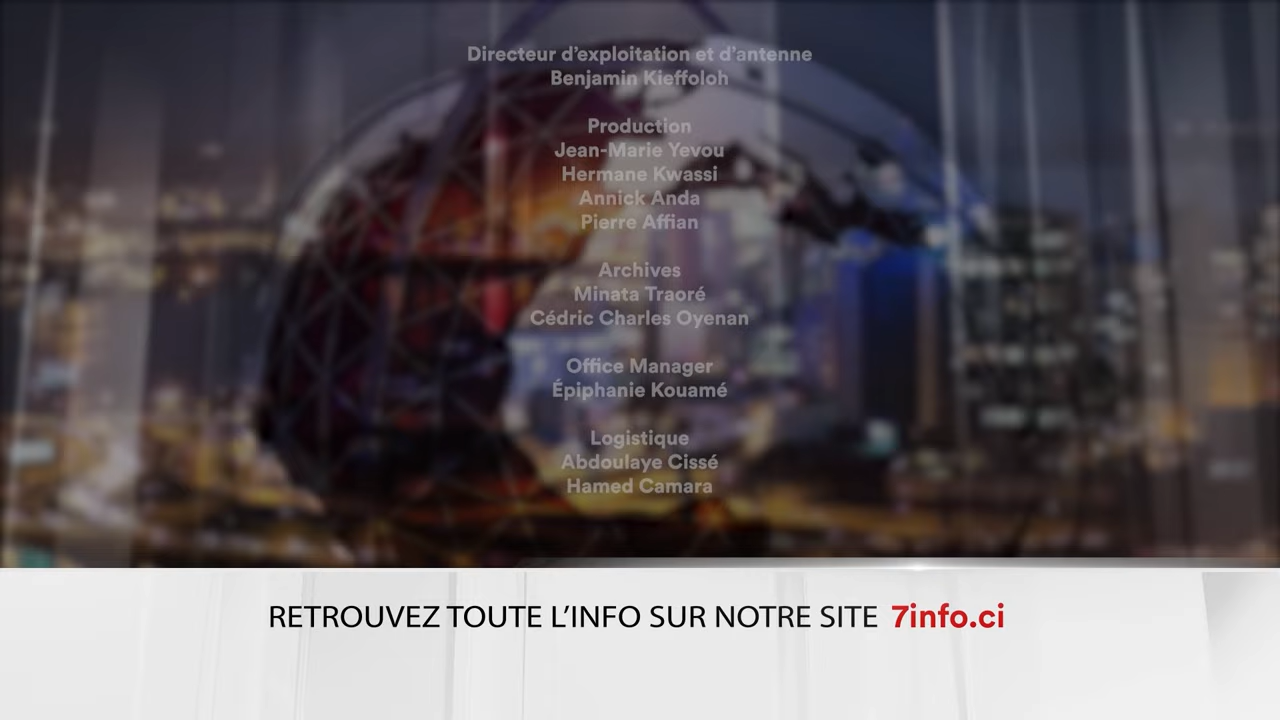 Directeur d’exploitation et d’antenne
Benjamin Kieffoloh
Production
Jean-Marie Yevou
Hermane Kwassi
Annick Anda
Pierre Affian
Archives
Minata Traoré
Cédric Charles Oyenan
Office Manager
Épiphanie Kouamé
Logistique
Abdoulaye Cissé
Hamed Camara
RETROUVEZ TOUTE L’INFO SUR NOTRE SITE 7info.ci